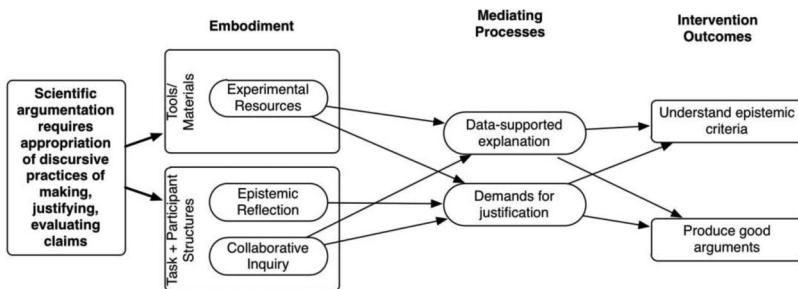 Embodiment
Mediating
Processes
Intervention
Outcomes
Scientific
argumentation
requires
appropriation
of discursive
practices of
making,
justifying,
evaluating
claims
Tools/
Materials
Experimental
Resources
Task + Participant
Structures
Epistemic
Reflection
Collaborative
Inquiry
Data-supported
explanation
Demands for
justification
Understand epistemic
criteria
Produce good
arguments